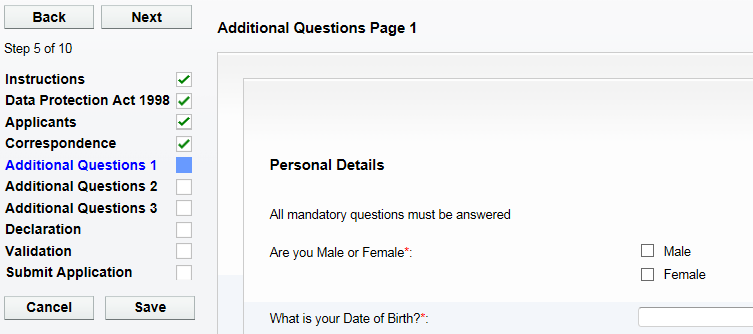 Back
Next
Step 5 of 10
Instructions
Data Protection Act 1998
Applicants
Correspondence
Additional Questions 1
Additional Questions 2
Additional Questions 3
Declaration
Validation
Submit Application
Cancel
Save
Additional Questions Page 1
Personal Details
All mandatory questions must be answered
Are you Male or Female*:
Male
Female
What is your Date of Birth?*: